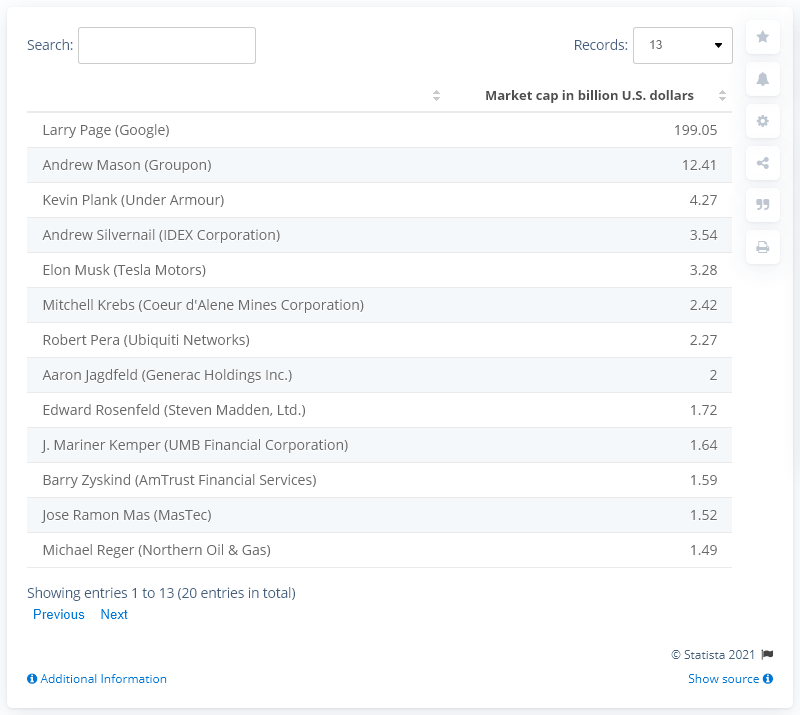 Search:
Records: 13
Market cap in billion U.S. dollars
Larry Page (Google) 199.05
Andrew Mason (Groupon) 12.41
Kevin Plank (Under Armour) 4.27
Andrew Silvernail (IDEX Corporation) 3.54
Elon Musk (Tesla Motors) 3.28
Mitchell Krebs (Coeur d'Alene Mines Corporation) 2.42
Robert Pera (Ubiquiti Networks) 2.27
Aaron Jagdfeld (Generac Holdings Inc.) 2
Edward Rosenfeld (Steven Madden, Ltd.) 1.72
J. Mariner Kemper (UMB Financial Corporation) 1.64
Barry Zyskind (AmTrust Financial Services) 1.59
Jose Ramon Mas (MasTec) 1.52
Michael Reger (Northern Oil & Gas) 1.49
Showing entries 1 to 13 (20 entries in total)
Previous Next
© Statista 2021
Additional Information
Show source